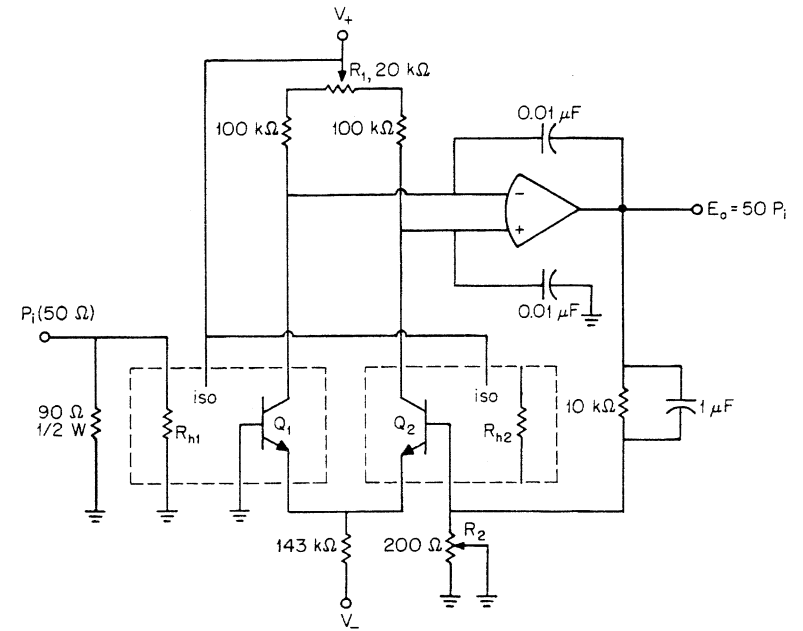 V₊
R₁, 20 kΩ
100 kΩ
100 kΩ
0.01 µF
−
+
E₀ = 50 Pᵢ
0.01 µF
Pᵢ (50 Ω)
iso
iso
90 Ω
1/2 W
Rₕ₁
Q₁
Q₂
Rₕ₂
10 kΩ
1 µF
143 kΩ
200 Ω
R₂
V₋